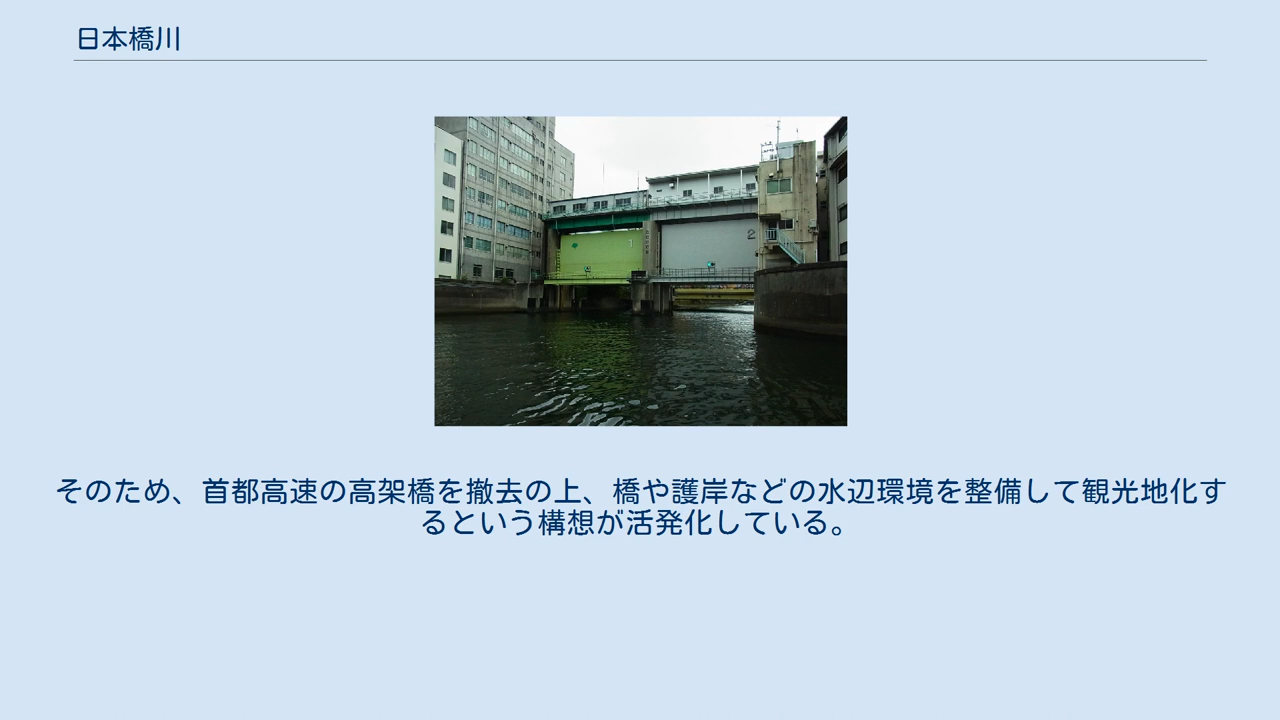 日本橋川
1
2
そのため、首都高速の高架橋を撤去の上、橋や護岸などの水辺環境を整備して観光地化す
るという構想が活発化している。